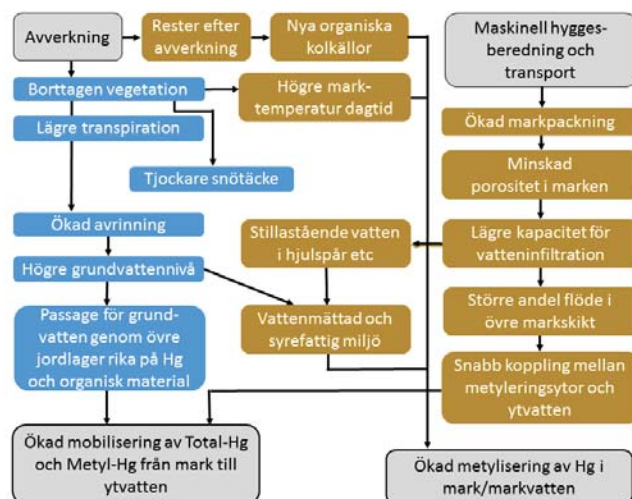 Avverkning
Rester efter
avverkning
Nya organiska
kolkällor
Maskinell hygges-
beredning och
transport
Borttagen vegetation
Högre mark-
temperatur dagtid
Lägre transpiration
Ökad markpackning
Tjockare snötäcke
Minskad
porositet i marken
Ökad avrinning
Stillastående vatten
i hjulspår etc
Lägre kapacitet för
vatteninfiltration
Högre grundvattennivå
Större andel flöde i
övre markskikt
Passage för grund-
vatten genom övre
jordlager rika på Hg
och organisk material
Vattenmättad och
syrefattig miljö
Snabb koppling mellan
metyleringsytor och
ytvatten
Ökad mobilisering av Total-Hg
och Metyl-Hg från mark till
ytvatten
Ökad metylisering av Hg i
mark/markvatten